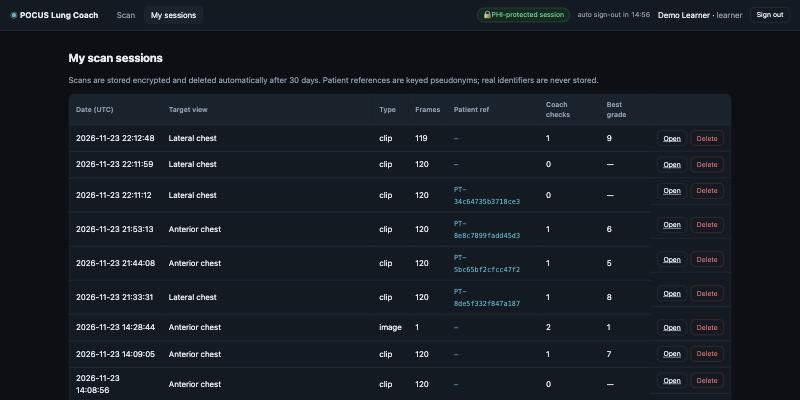 POCUS Lung Coach Scan My sessions 🔒PHI-protected session auto sign-out in 14:56 Demo Learner · learner Sign out
My scan sessions
Scans are stored encrypted and deleted automatically after 30 days. Patient references are keyed pseudonyms; real identifiers are never stored.
Date (UTC) Target view Type Frames Patient ref Coach checks Best grade
2026-11-23 22:12:48 Lateral chest clip 119 – 1 9 Open Delete
2026-11-23 22:11:59 Lateral chest clip 120 – 0 — Open Delete
2026-11-23 22:11:12 Lateral chest clip 120 PT-34c64735b3718ce3 0 — Open Delete
2026-11-23 21:53:13 Anterior chest clip 120 PT-8e8c7899fadd45d3 1 6 Open Delete
2026-11-23 21:44:08 Anterior chest clip 120 PT-5bc65bf2cfcc47f2 1 5 Open Delete
2026-11-23 21:33:31 Lateral chest clip 120 PT-8de5f332f847a187 1 8 Open Delete
2026-11-23 14:28:44 Anterior chest image 1 – 2 1 Open Delete
2026-11-23 14:09:05 Anterior chest clip 120 – 1 7 Open Delete
2026-11-23 14:08:56 Anterior chest clip 120 – 0 — Open Delete